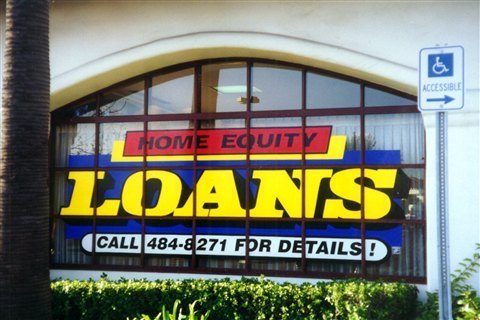 HOME EQUITY
LOANS
CALL 484-8271 FOR DETAILS!
ACCESSIBLE